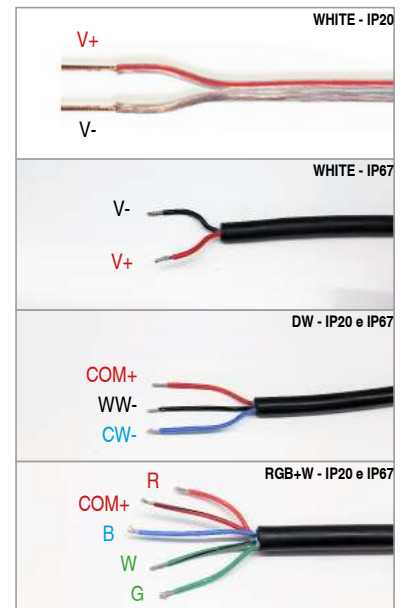 WHITE - IP20
V+
V-
WHITE - IP67
V-
V+
DW - IP20 e IP67
COM+
WW-
CW-
RGB+W - IP20 e IP67
R
COM+
B
W
G